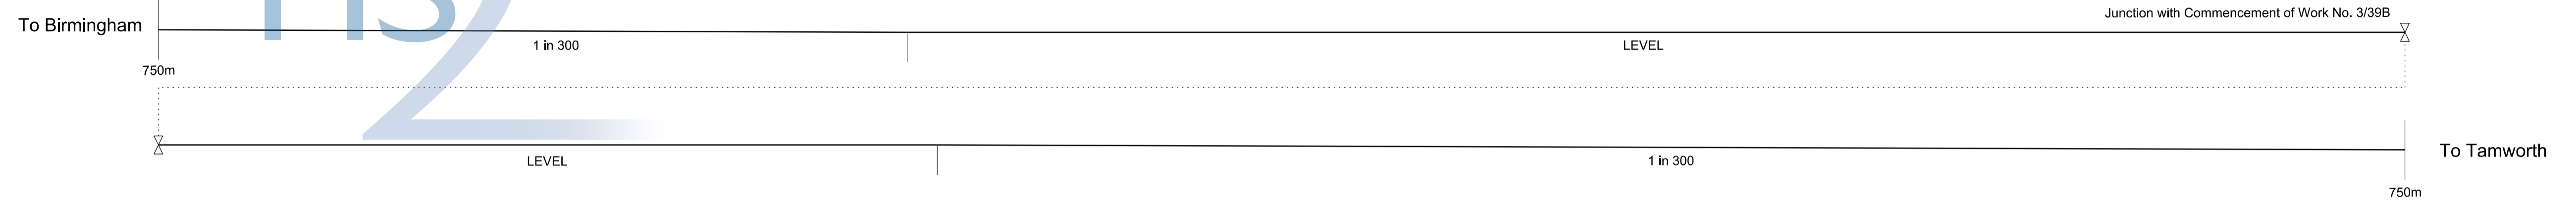 HS2
To Birmingham
Junction with Commencement of Work No. 3/39B
1 in 300
LEVEL
750m
LEVEL
1 in 300
To Tamworth
750m